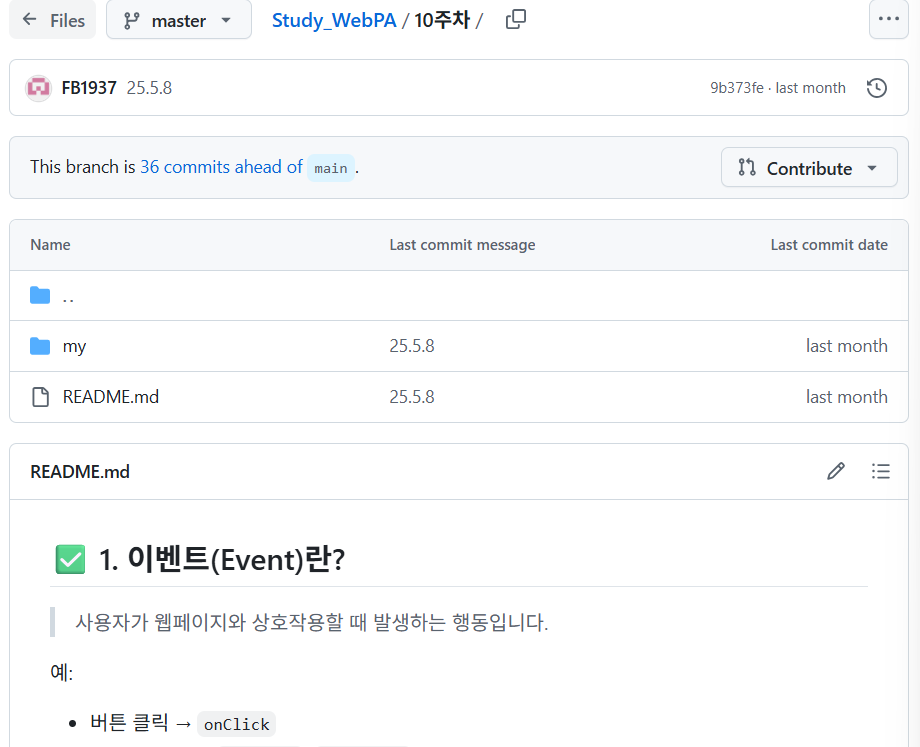 Files master Study_WebPA / 10주차 /
FB1937 25.5.8 9b373fe · last month
This branch is 36 commits ahead of main . Contribute
Name Last commit message Last commit date
..
my 25.5.8 last month
README.md 25.5.8 last month
README.md
1. 이벤트(Event)란?
사용자가 웹페이지와 상호작용할 때 발생하는 행동입니다.
예:
• 버튼 클릭 → onClick